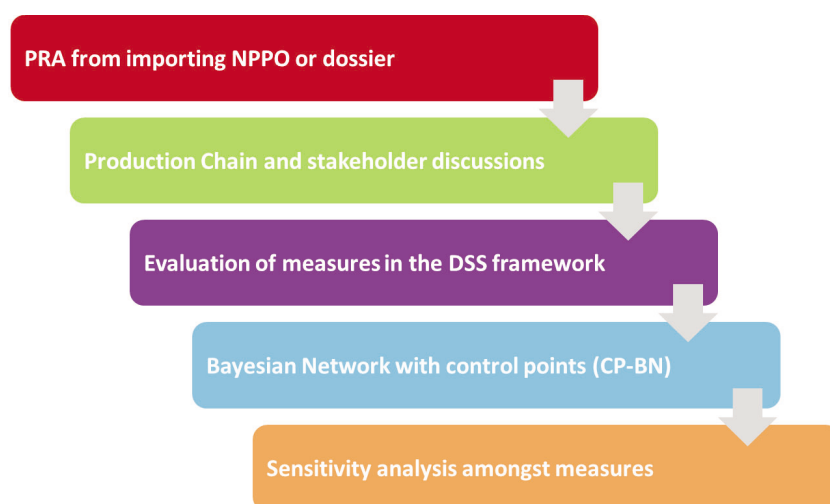 PRA from importing NPPO or dossier
Production Chain and stakeholder discussions
Evaluation of measures in the DSS framework
Bayesian Network with control points (CP-BN)
Sensitivity analysis amongst measures